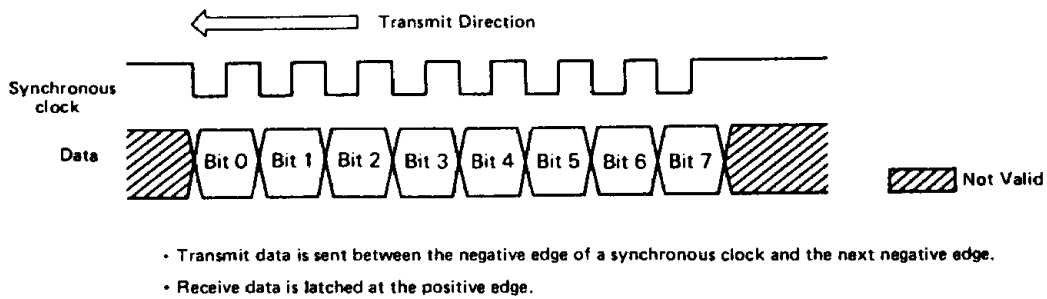 Transmit Direction
Synchronous
clock
Data
Bit 0 Bit 1 Bit 2 Bit 3 Bit 4 Bit 5 Bit 6 Bit 7
Not Valid
• Transmit data is sent between the negative edge of a synchronous clock and the next negative edge.
• Receive data is latched at the positive edge.